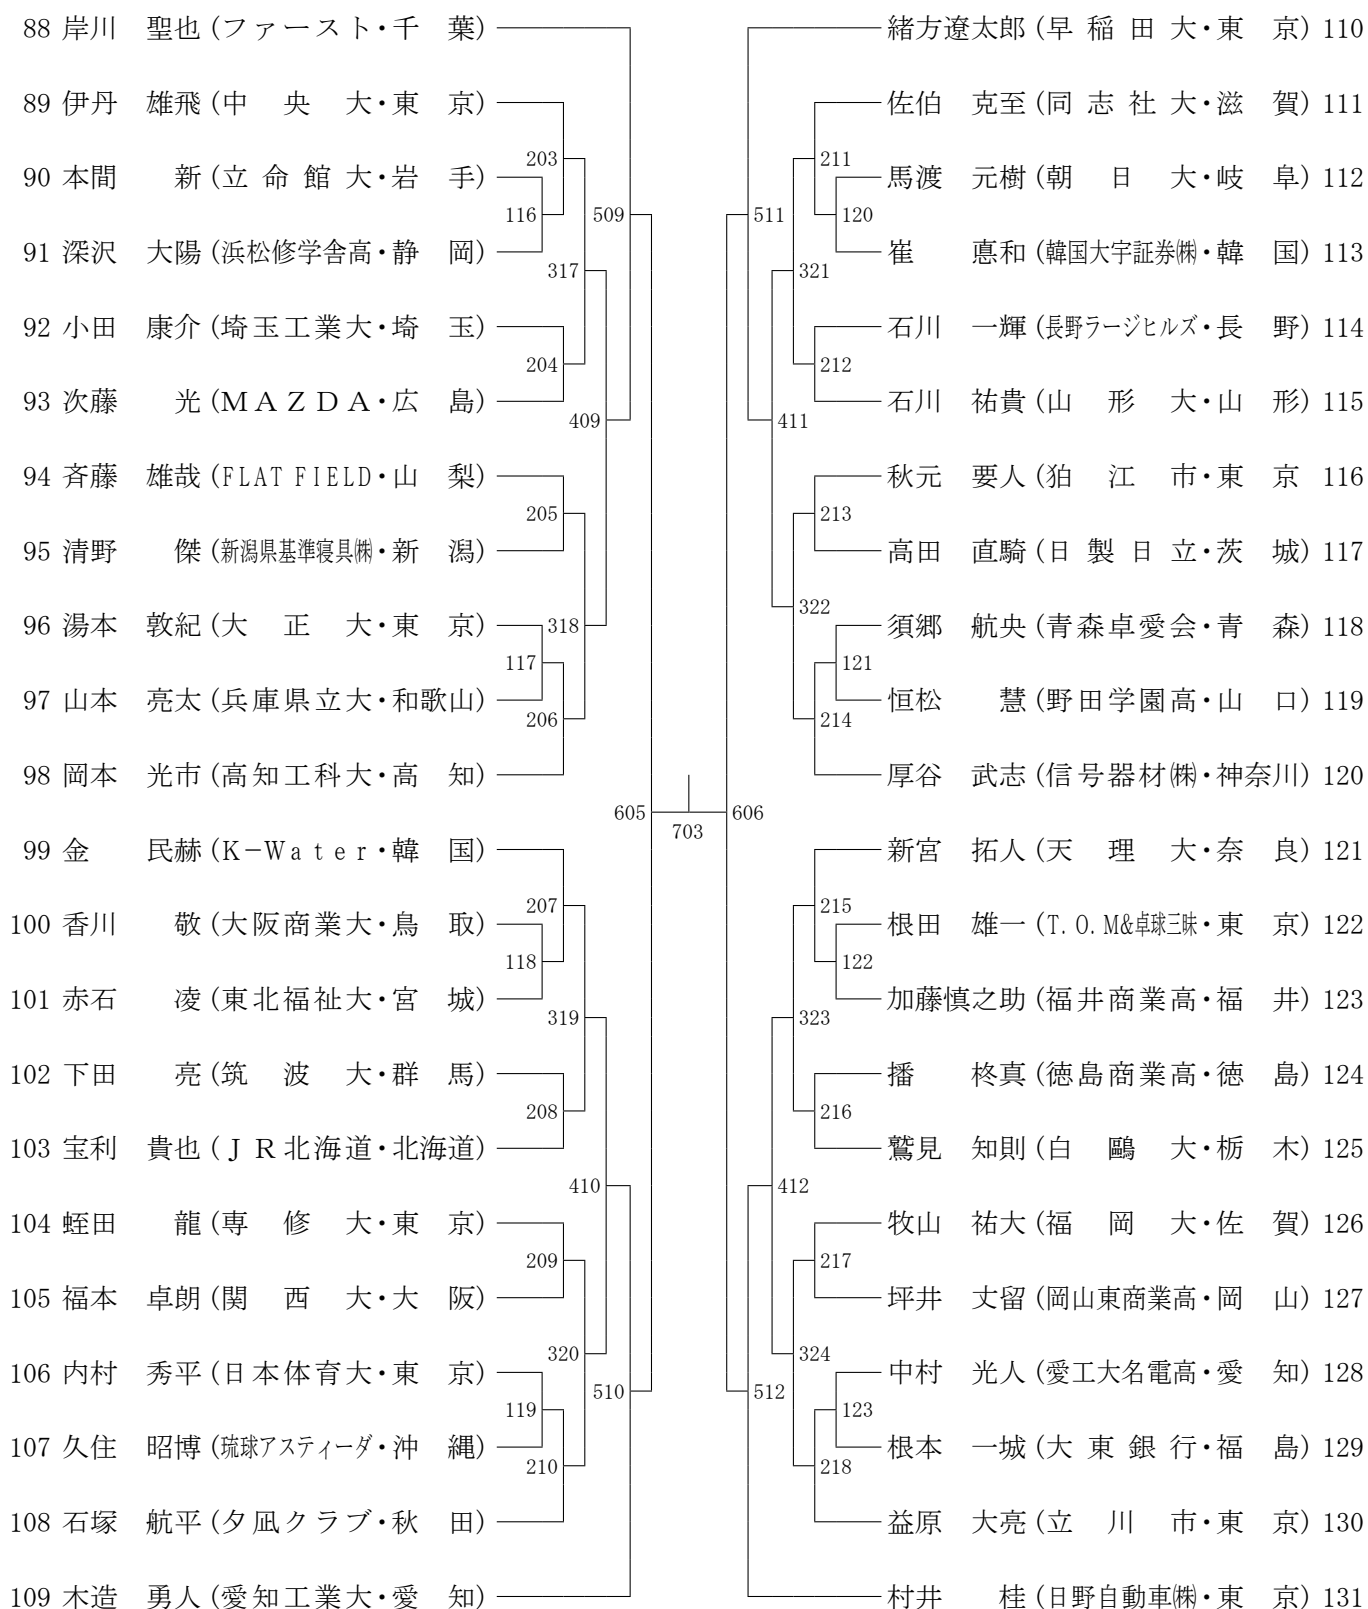 88 岸川 聖也 (ファースト・千 葉)
89 伊丹 雄飛 (中 央 大・東 京)
90 本間 新 (立 命 館 大・岩 手)
91 深沢 大陽 (浜松修学舎高・静 岡)
92 小田 康介 (埼玉工業大・埼 玉)
93 次藤 光 (ＭＡＺＤＡ・広 島)
94 斉藤 雄哉 (FLAT FIELD・山 梨)
95 清野 傑 (新潟県基準寝具㈱・新 潟)
96 湯本 敦紀 (大 正 大・東 京)
97 山本 亮太 (兵庫県立大・和歌山)
98 岡本 光市 (高知工科大・高 知)
99 金 民赫 (K－Water・韓 国)
100 香川 敬 (大阪商業大・鳥 取)
101 赤石 凌 (東北福祉大・宮 城)
102 下田 亮 (筑 波 大・群 馬)
103 宝利 貴也 (ＪＲ北海道・北海道)
104 蛭田 龍 (専 修 大・東 京)
105 福本 卓朗 (関 西 大・大 阪)
106 内村 秀平 (日本体育大・東 京)
107 久住 昭博 (琉球アスティーダ・沖 縄)
108 石塚 航平 (夕凪クラブ・秋 田)
109 木造 勇人 (愛知工業大・愛 知)
203
116
509
317
204
409
205
318
117
206
605
207
118
319
208
410
209
320
119
510
210
703
606
211
511
120
321
212
411
213
322
121
214
215
122
323
216
412
217
324
512
123
218
緒方遼太郎 (早 稲 田 大・東 京) 110
佐伯 克至 (同 志 社 大・滋 賀) 111
馬渡 元樹 (朝 日 大・岐 阜) 112
崔 悳和 (韓国大宇証券㈱・韓 国) 113
石川 一輝 (長野ラージヒルズ・長 野) 114
石川 祐貴 (山 形 大・山 形) 115
秋元 要人 (狛 江 市・東 京 116
高田 直騎 (日 製 日 立・茨 城) 117
須郷 航央 (青森卓愛会・青 森) 118
恒松 慧 (野田学園高・山 口) 119
厚谷 武志 (信号器材㈱・神奈川) 120
新宮 拓人 (天 理 大・奈 良) 121
根田 雄一 (T.O.M&卓球三昧・東 京) 122
加藤慎之助 (福井商業高・福 井) 123
播 柊真 (徳島商業高・徳 島) 124
鷲見 知則 (白 鷗 大・栃 木) 125
牧山 祐大 (福 岡 大・佐 賀) 126
坪井 丈留 (岡山東商業高・岡 山) 127
中村 光人 (愛工大名電高・愛 知) 128
根本 一城 (大 東 銀 行・福 島) 129
益原 大亮 (立 川 市・東 京) 130
村井 桂 (日野自動車㈱・東 京) 131